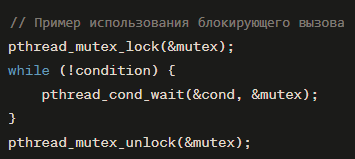 // Пример использования блокирующего вызова
pthread_mutex_lock(&mutex);
while (!condition) {
    pthread_cond_wait(&cond, &mutex);
}
pthread_mutex_unlock(&mutex);